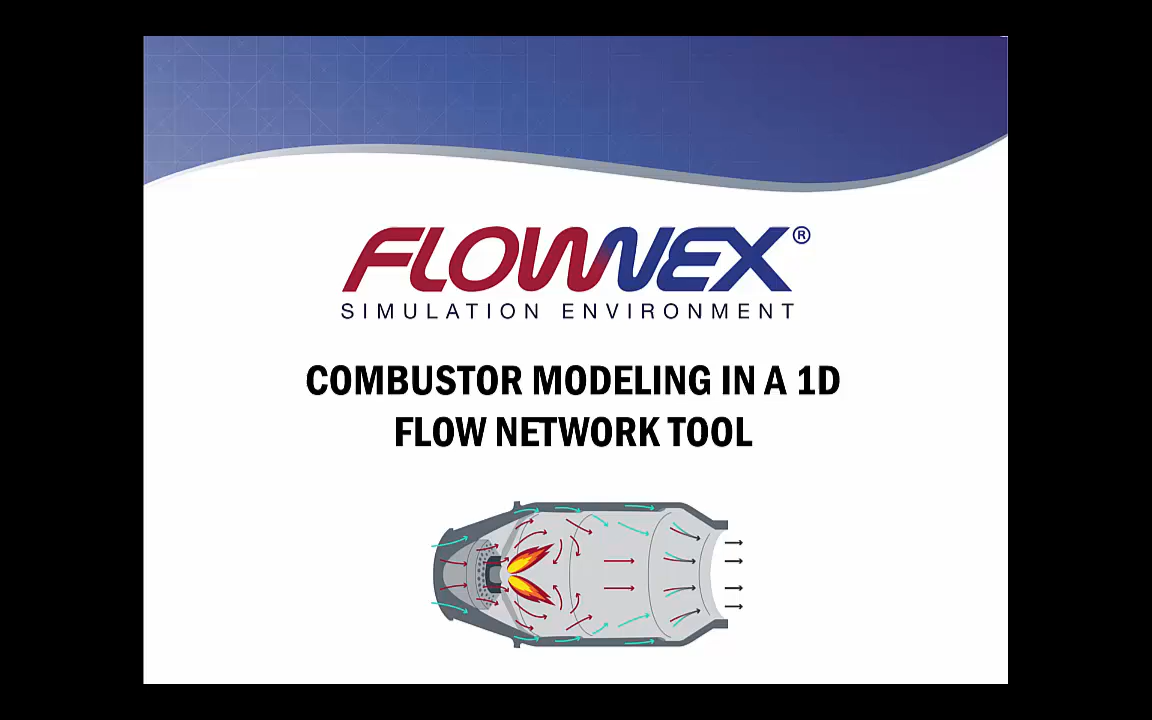 FLOWNEX®
SIMULATION ENVIRONMENT
COMBUSTOR MODELING IN A 1D
FLOW NETWORK TOOL